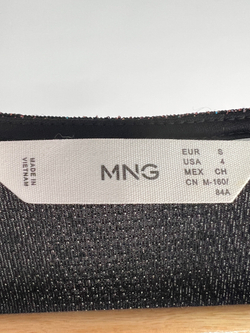 MADE IN
VIETNAM
MNG
EUR S
USA 4
MEX CH
CN M-160/
84A